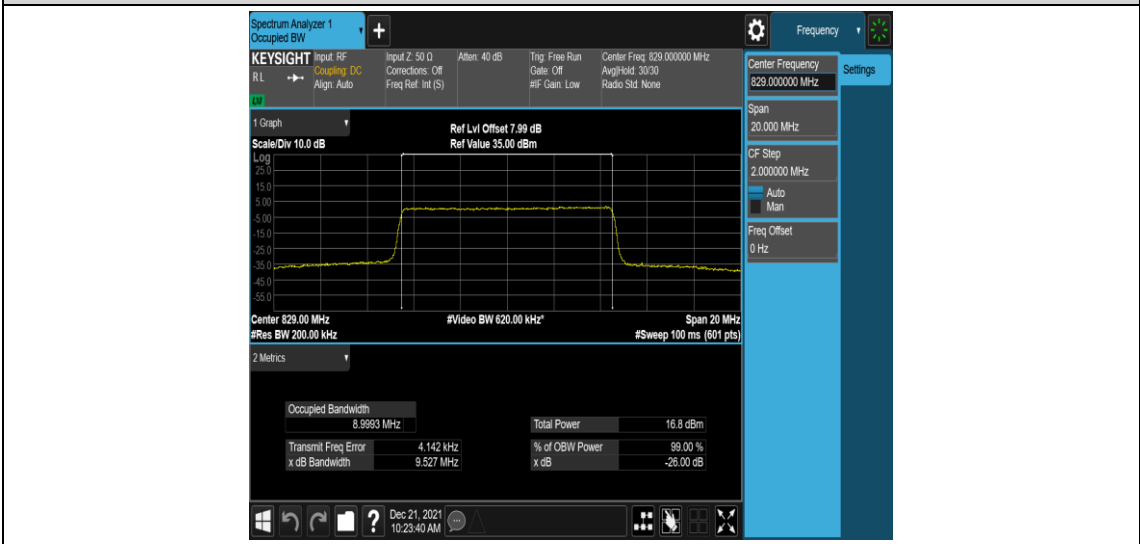 Spectrum Analyzer 1
Occupied BW
+
Frequency
KEYSIGHT
RL
LXI
Input: RF
Coupling: DC
Align: Auto
Input Z: 50 Ω
Corrections: Off
Freq Ref: Int (S)
Atten: 40 dB
Trig: Free Run
Gate: Off
#IF Gain: Low
Center Freq: 829.000000 MHz
Avg|Hold: 30/30
Radio Std: None
Center Frequency
829.000000 MHz
Settings
Span
20.000 MHz
CF Step
2.000000 MHz
Auto
Man
Freq Offset
0 Hz
1 Graph
Scale/Div 10.0 dB
Ref Lvl Offset 7.99 dB
Ref Value 35.00 dBm
Log
25.0
15.0
5.00
-5.00
-15.0
-25.0
-35.0
-45.0
-55.0
Center 829.00 MHz
#Res BW 200.00 kHz
#Video BW 620.00 kHz*
Span 20 MHz
#Sweep 100 ms (601 pts)
2 Metrics
Occupied Bandwidth
8.9993 MHz
Total Power 16.8 dBm
Transmit Freq Error 4.142 kHz
% of OBW Power 99.00 %
x dB Bandwidth 9.527 MHz
x dB -26.00 dB
?
Dec 21, 2021
10:23:40 AM